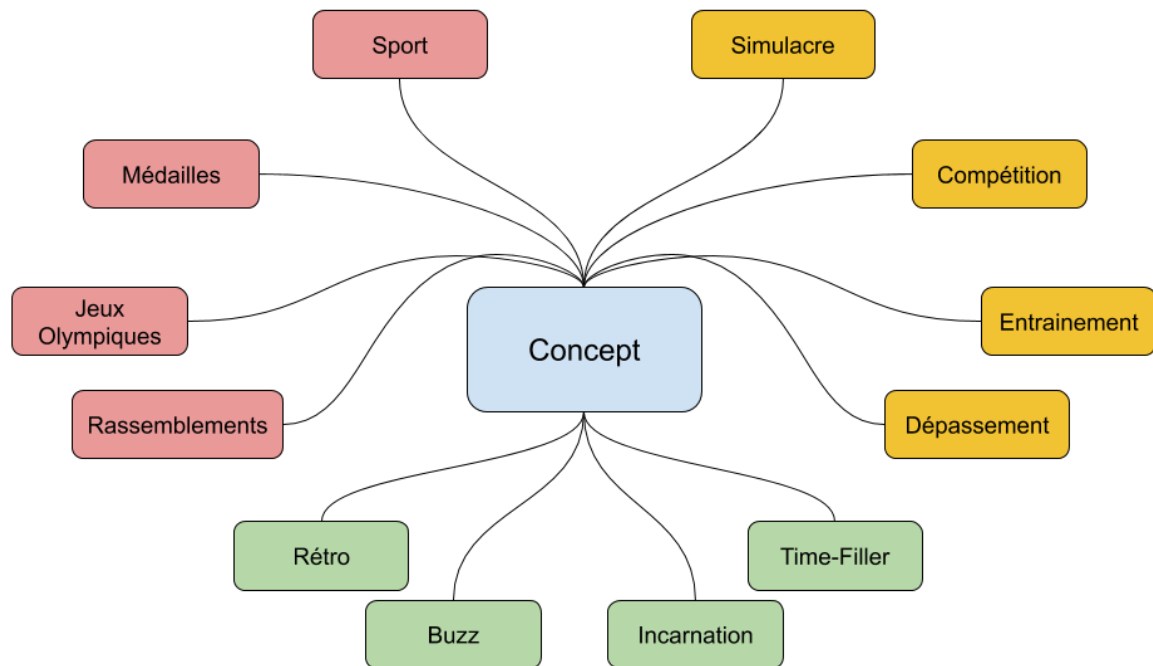 Sport
Simulacre
Médailles
Compétition
Jeux
Olympiques
Concept
Entrainement
Rassemblements
Dépassement
Rétro
Time-Filler
Buzz
Incarnation